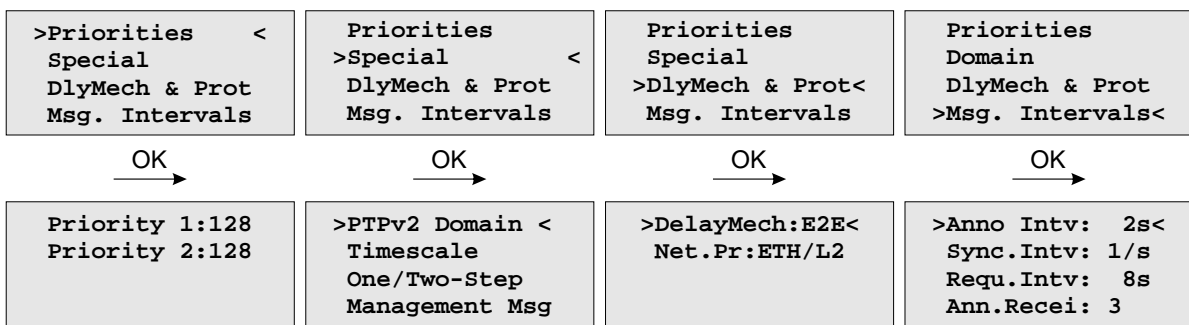 >Priorities <
Special
DlyMech & Prot
Msg. Intervals
Priorities
>Special <
DlyMech & Prot
Msg. Intervals
Priorities
Special
>DlyMech & Prot<
Msg. Intervals
Priorities
Domain
DlyMech & Prot
>Msg. Intervals<
OK
OK
OK
OK
Priority 1:128
Priority 2:128
>PTPv2 Domain <
Timescale
One/Two-Step
Management Msg
>DelayMech:E2E<
Net.Pr:ETH/L2
>Anno Intv: 2s<
Sync.Intv: 1/s
Requ.Intv: 8s
Ann.Recei: 3